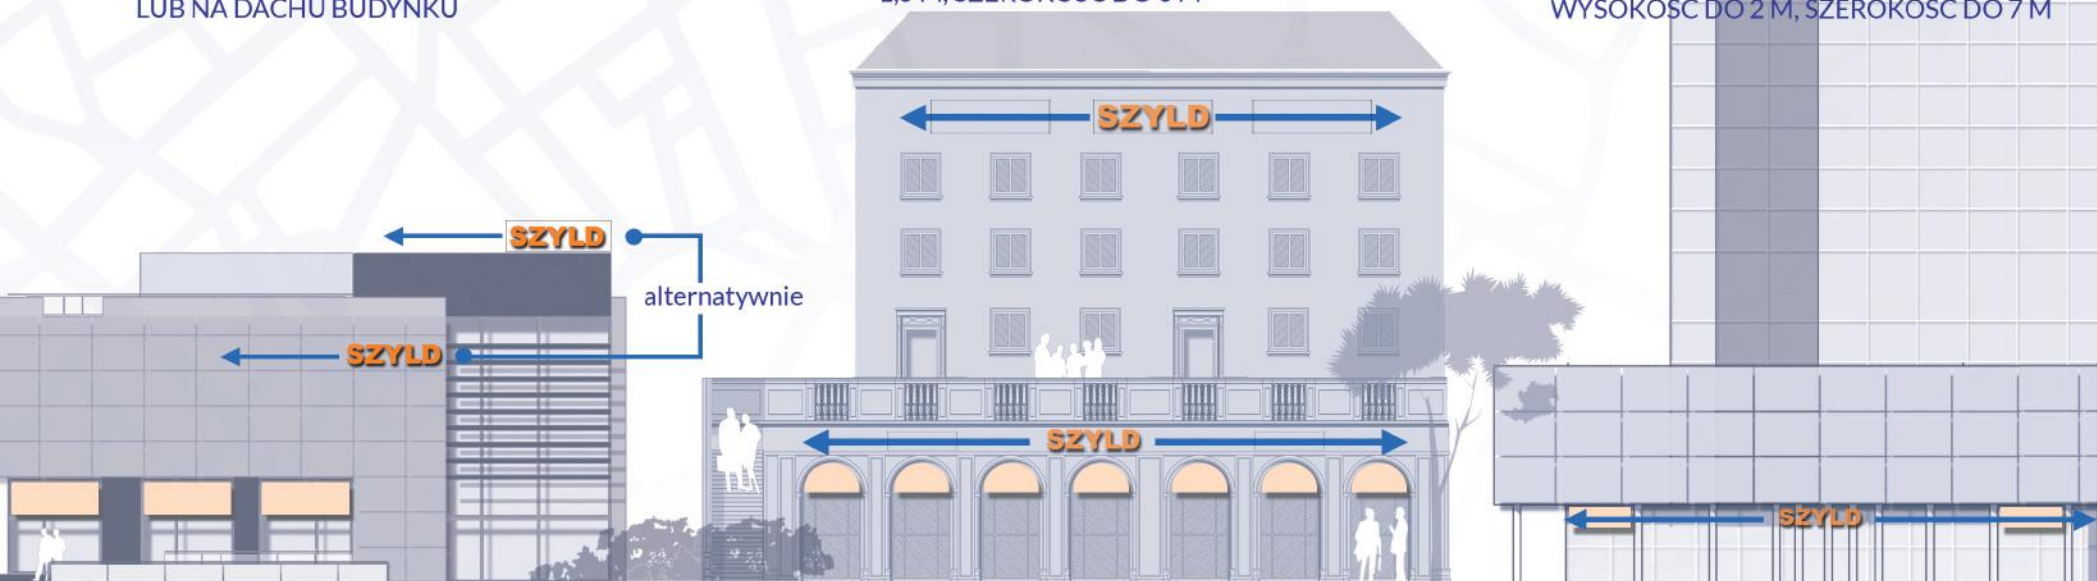 LUB NA DACHU BUDYNKU
WYSOKOŚĆ DO 2 M, SZEROKOŚĆ DO 7 M
SZYLD
SZYLD
alternatywnie
SZYLD
SZYLD
SZYLD